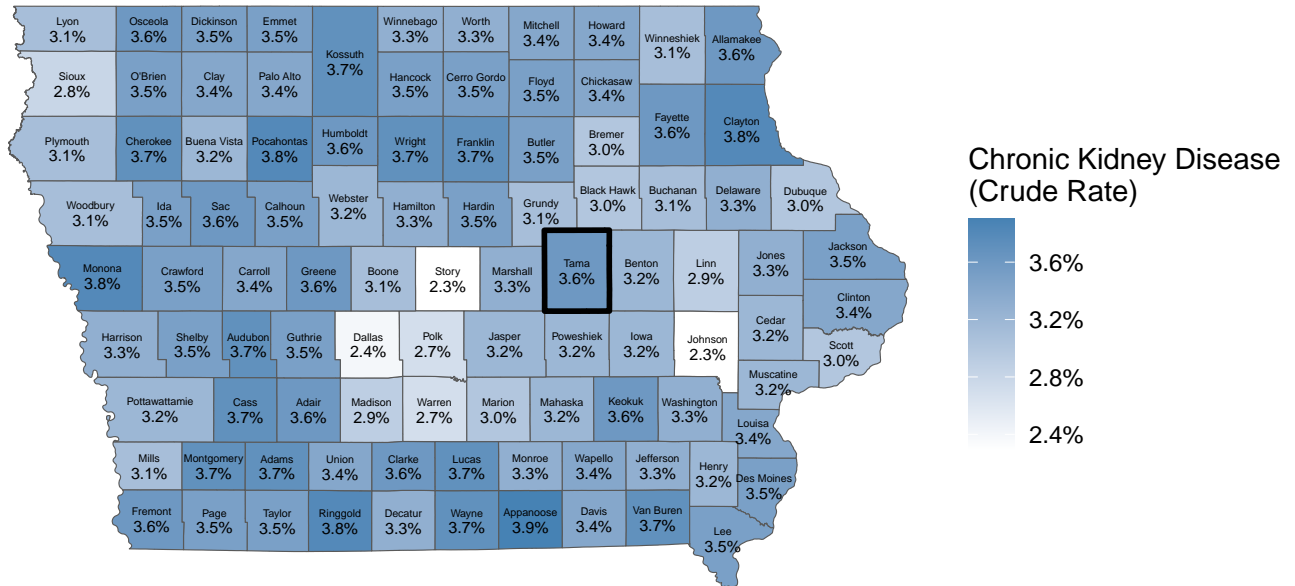 Lyon
3.1%
Osceola
3.6%
Dickinson
3.5%
Emmet
3.5%
Kossuth
3.7%
Winnebago
3.3%
Worth
3.3%
Mitchell
3.4%
Howard
3.4%
Winneshiek
3.1%
Allamakee
3.6%
Sioux
2.8%
O'Brien
3.5%
Clay
3.4%
Palo Alto
3.4%
Hancock
3.5%
Cerro Gordo
3.5%
Floyd
3.5%
Chickasaw
3.4%
Fayette
3.6%
Clayton
3.8%
Plymouth
3.1%
Cherokee
3.7%
Buena Vista
3.2%
Pocahontas
3.8%
Humboldt
3.6%
Wright
3.7%
Franklin
3.7%
Butler
3.5%
Bremer
3.0%
Woodbury
3.1%
Ida
3.5%
Sac
3.6%
Calhoun
3.5%
Webster
3.2%
Hamilton
3.3%
Hardin
3.5%
Grundy
3.1%
Black Hawk
3.0%
Buchanan
3.1%
Delaware
3.3%
Dubuque
3.0%
Monona
3.8%
Crawford
3.5%
Carroll
3.4%
Greene
3.6%
Boone
3.1%
Story
2.3%
Marshall
3.3%
Tama
3.6%
Benton
3.2%
Linn
2.9%
Jones
3.3%
Jackson
3.5%
Clinton
3.4%
Harrison
3.3%
Shelby
3.5%
Audubon
3.7%
Guthrie
3.5%
Dallas
2.4%
Polk
2.7%
Jasper
3.2%
Poweshiek
3.2%
Iowa
3.2%
Johnson
2.3%
Cedar
3.2%
Scott
3.0%
Muscatine
3.2%
Pottawattamie
3.2%
Cass
3.7%
Adair
3.6%
Madison
2.9%
Warren
2.7%
Marion
3.0%
Mahaska
3.2%
Keokuk
3.6%
Washington
3.3%
Louisa
3.4%
Mills
3.1%
Montgomery
3.7%
Adams
3.7%
Union
3.4%
Clarke
3.6%
Lucas
3.7%
Monroe
3.3%
Wapello
3.4%
Jefferson
3.3%
Henry
3.2%
Des Moines
3.5%
Fremont
3.6%
Page
3.5%
Taylor
3.5%
Ringgold
3.8%
Decatur
3.3%
Wayne
3.7%
Appanoose
3.9%
Davis
3.4%
Van Buren
3.7%
Lee
3.5%
Chronic Kidney Disease
(Crude Rate)
3.6%
3.2%
2.8%
2.4%